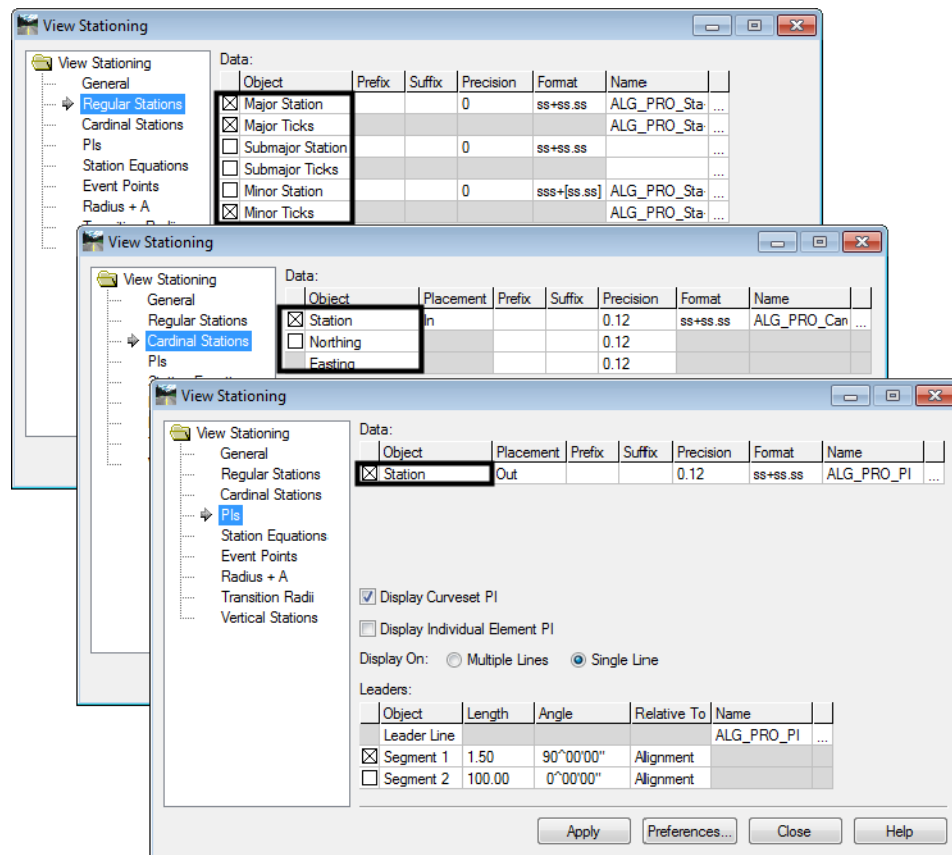 View Stationing
View Stationing
General
Regular Stations
Cardinal Stations
PIs
Station Equations
Event Points
Radius + A
Data:
Object Prefix Suffix Precision Format Name
Major Station 0 ss+ss.ss ALG_PRO_Sta ...
Major Ticks ALG_PRO_Sta ...
Submajor Station 0 ss+ss.ss ...
Submajor Ticks ...
Minor Station 0 sss+[ss.ss] ALG_PRO_Sta ...
Minor Ticks ALG_PRO_Sta ...
View Stationing
View Stationing
General
Regular Stations
Cardinal Stations
PIs
Data:
Object Placement Prefix Suffix Precision Format Name
Station In 0.12 ss+ss.ss ALG_PRO_Car ...
Northing 0.12
Easting 0.12
View Stationing
View Stationing
General
Regular Stations
Cardinal Stations
PIs
Station Equations
Event Points
Radius + A
Transition Radii
Vertical Stations
Data:
Object Placement Prefix Suffix Precision Format Name
Station Out 0.12 ss+ss.ss ALG_PRO_PI ...
Display Curveset PI
Display Individual Element PI
Display On: Multiple Lines Single Line
Leaders:
Object Length Angle Relative To Name
Leader Line ALG_PRO_PI ...
Segment 1 1.50 90^00'00" Alignment
Segment 2 100.00 0^00'00" Alignment
Apply Preferences... Close Help